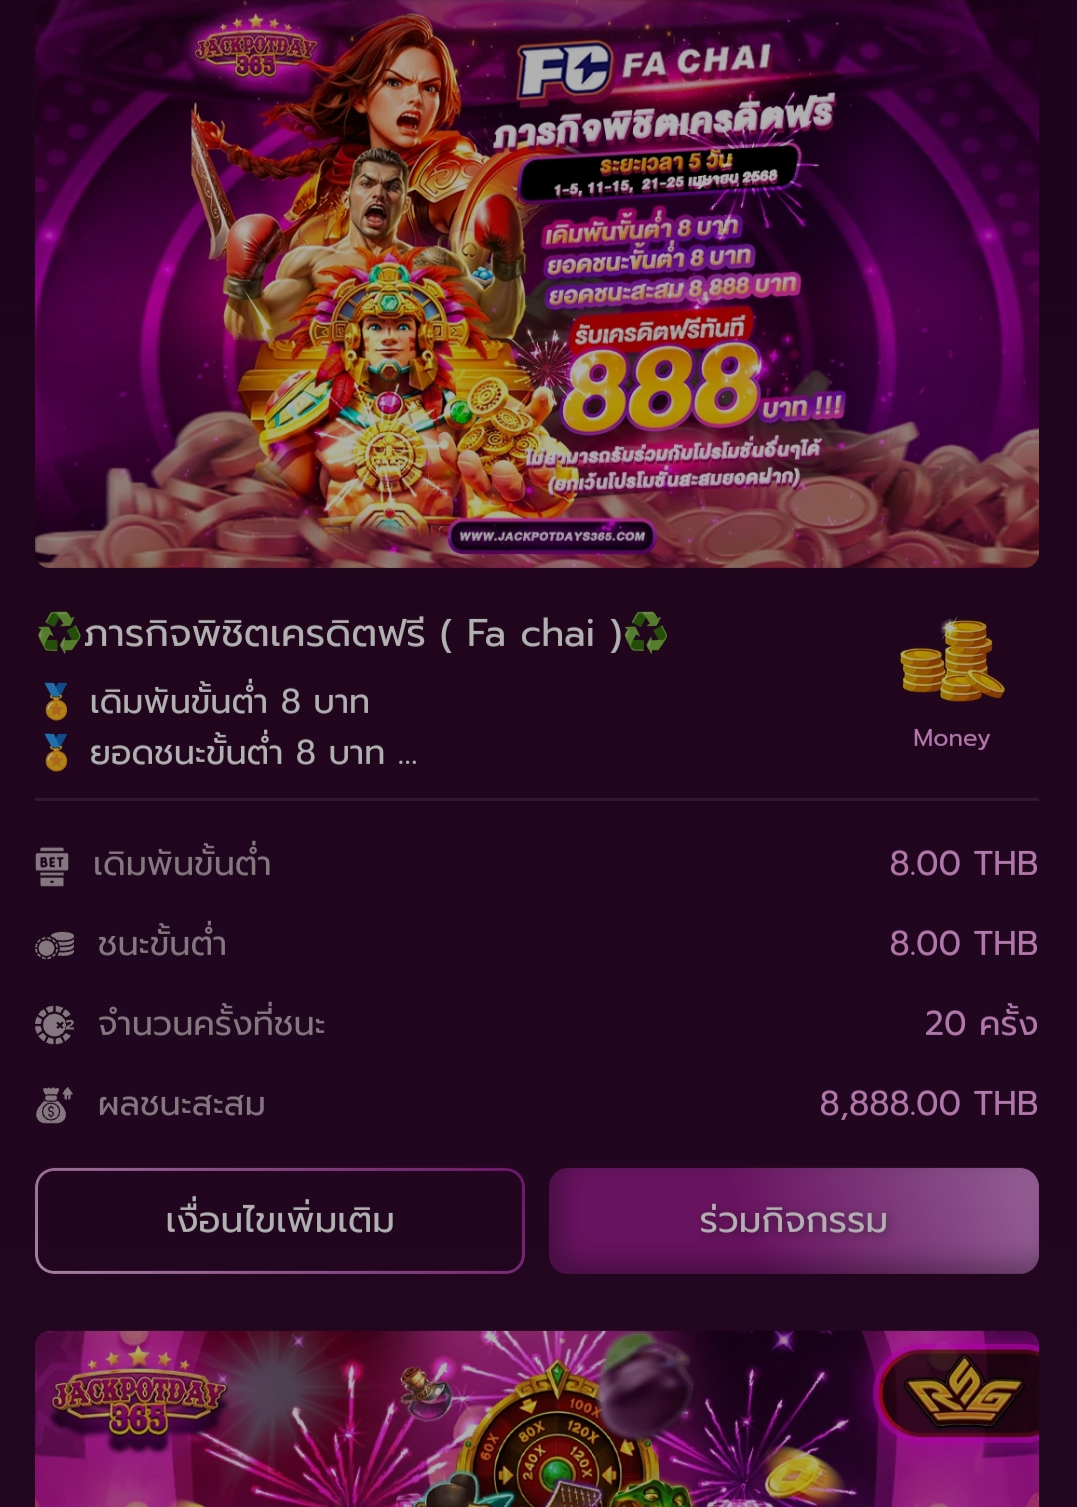 JACKPOTDAY
365
FC FA CHAI
ภารกิจพิชิตเครดิตฟรี
ระยะเวลา 5 วัน
1-5, 11-15, 21-25 เมษายน 2568
เดิมพันขั้นต่ำ 8 บาท
ยอดชนะขั้นต่ำ 8 บาท
ยอดชนะสะสม 8,888 บาท
รับเครดิตฟรีทันที
888 บาท !!!
ไม่สามารถรับร่วมกับโปรโมชั่นอื่นๆได้
(ยกเว้นโปรโมชั่นสะสมยอดฝาก)
WWW.JACKPOTDAYS365.COM
♻️ภารกิจพิชิตเครดิตฟรี ( Fa chai )♻️
🏅 เดิมพันขั้นต่ำ 8 บาท
🏅 ยอดชนะขั้นต่ำ 8 บาท ...
Money
BET เดิมพันขั้นต่ำ 8.00 THB
ชนะขั้นต่ำ 8.00 THB
x2 จำนวนครั้งที่ชนะ 20 ครั้ง
ผลชนะสะสม 8,888.00 THB
เงื่อนไขเพิ่มเติม ร่วมกิจกรรม
JACKPOTDAY
365
RSG
100X
60X 80X 120X
240X 120X